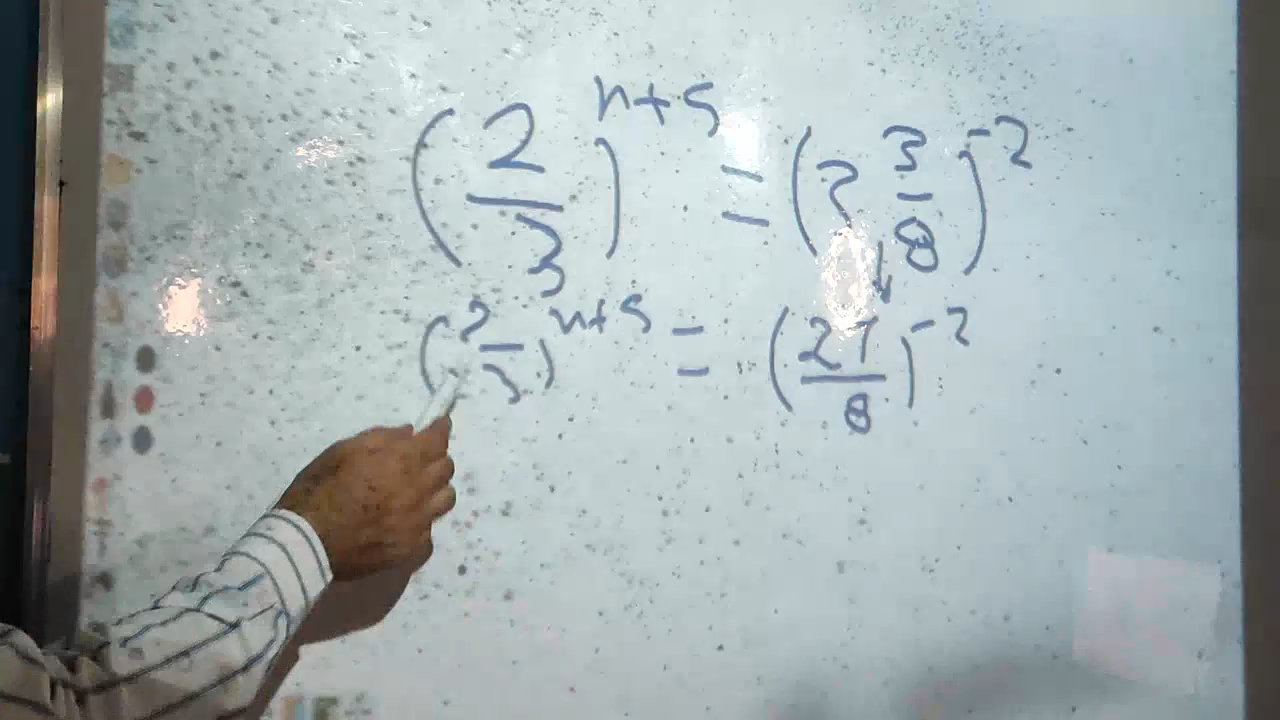 (2/3)^(n+5) = (3 3/8)^(-2)
(2/3)^(n+5) = (27/8)^(-2)